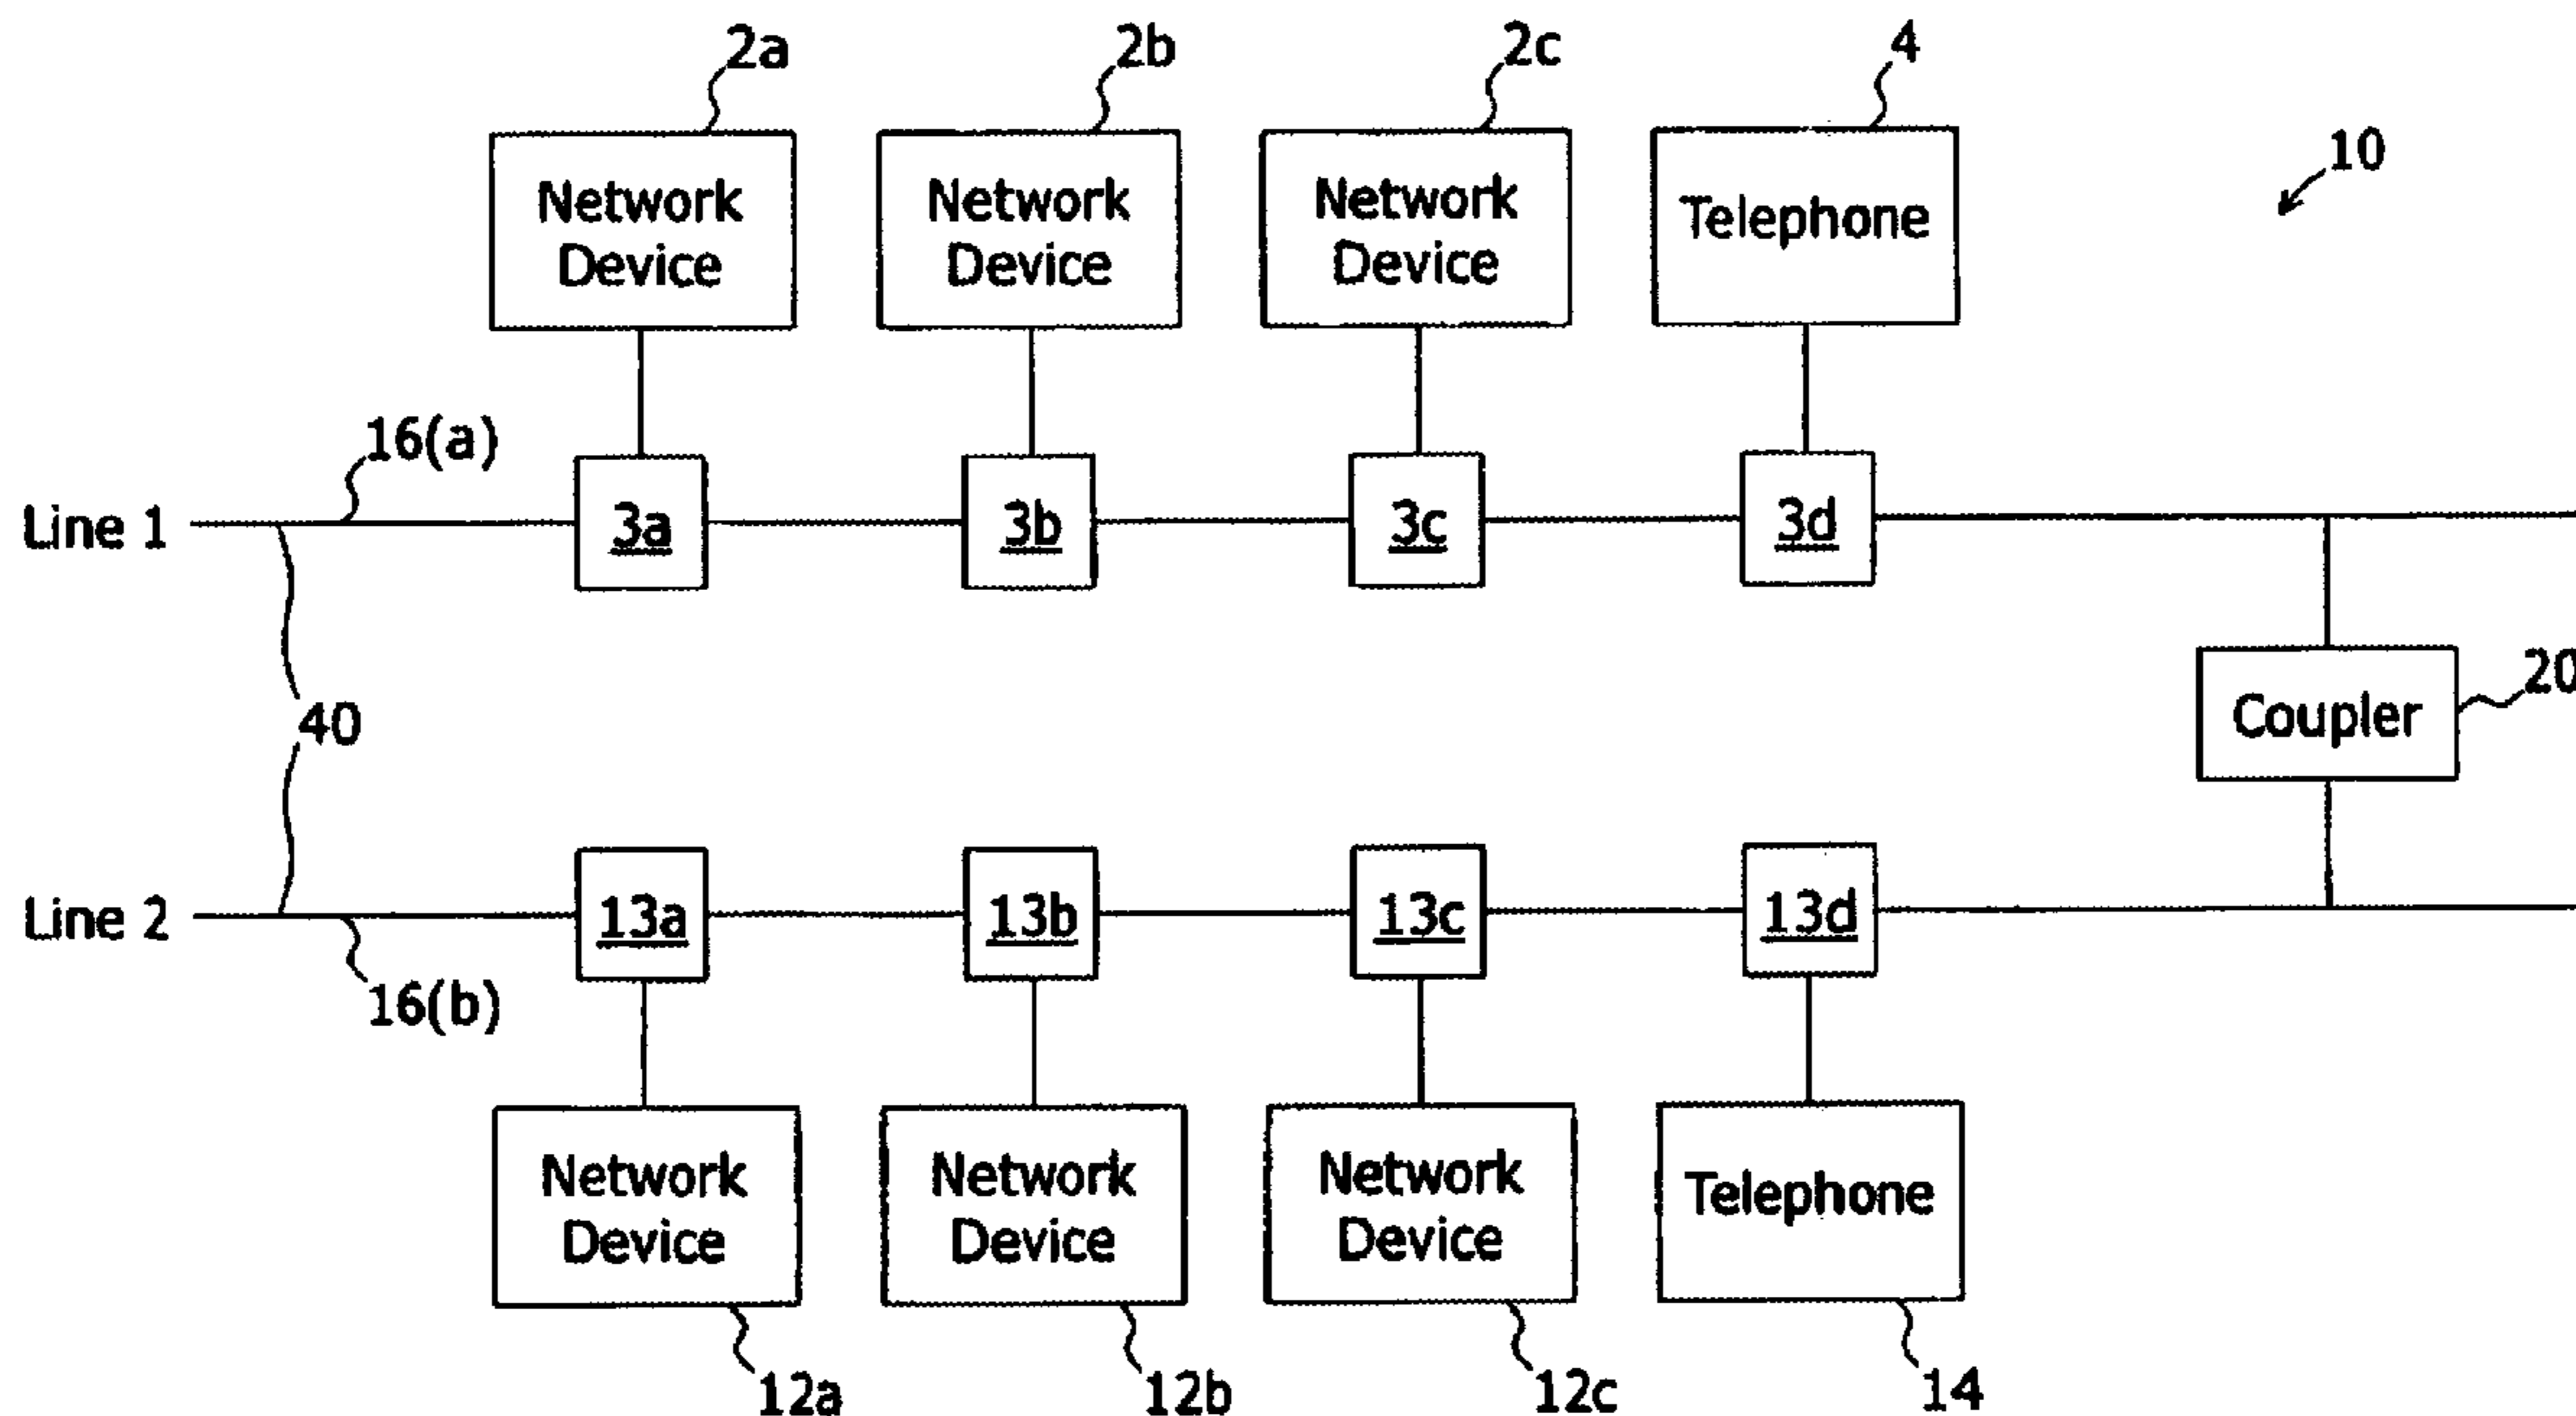 2a
2b
2c
4
10
Network
Device
Network
Device
Network
Device
Telephone
16(a)
Line 1
3a
3b
3c
3d
40
Coupler
20
Line 2
13a
13b
13c
13d
16(b)
Network
Device
Network
Device
Network
Device
Telephone
12a
12b
12c
14